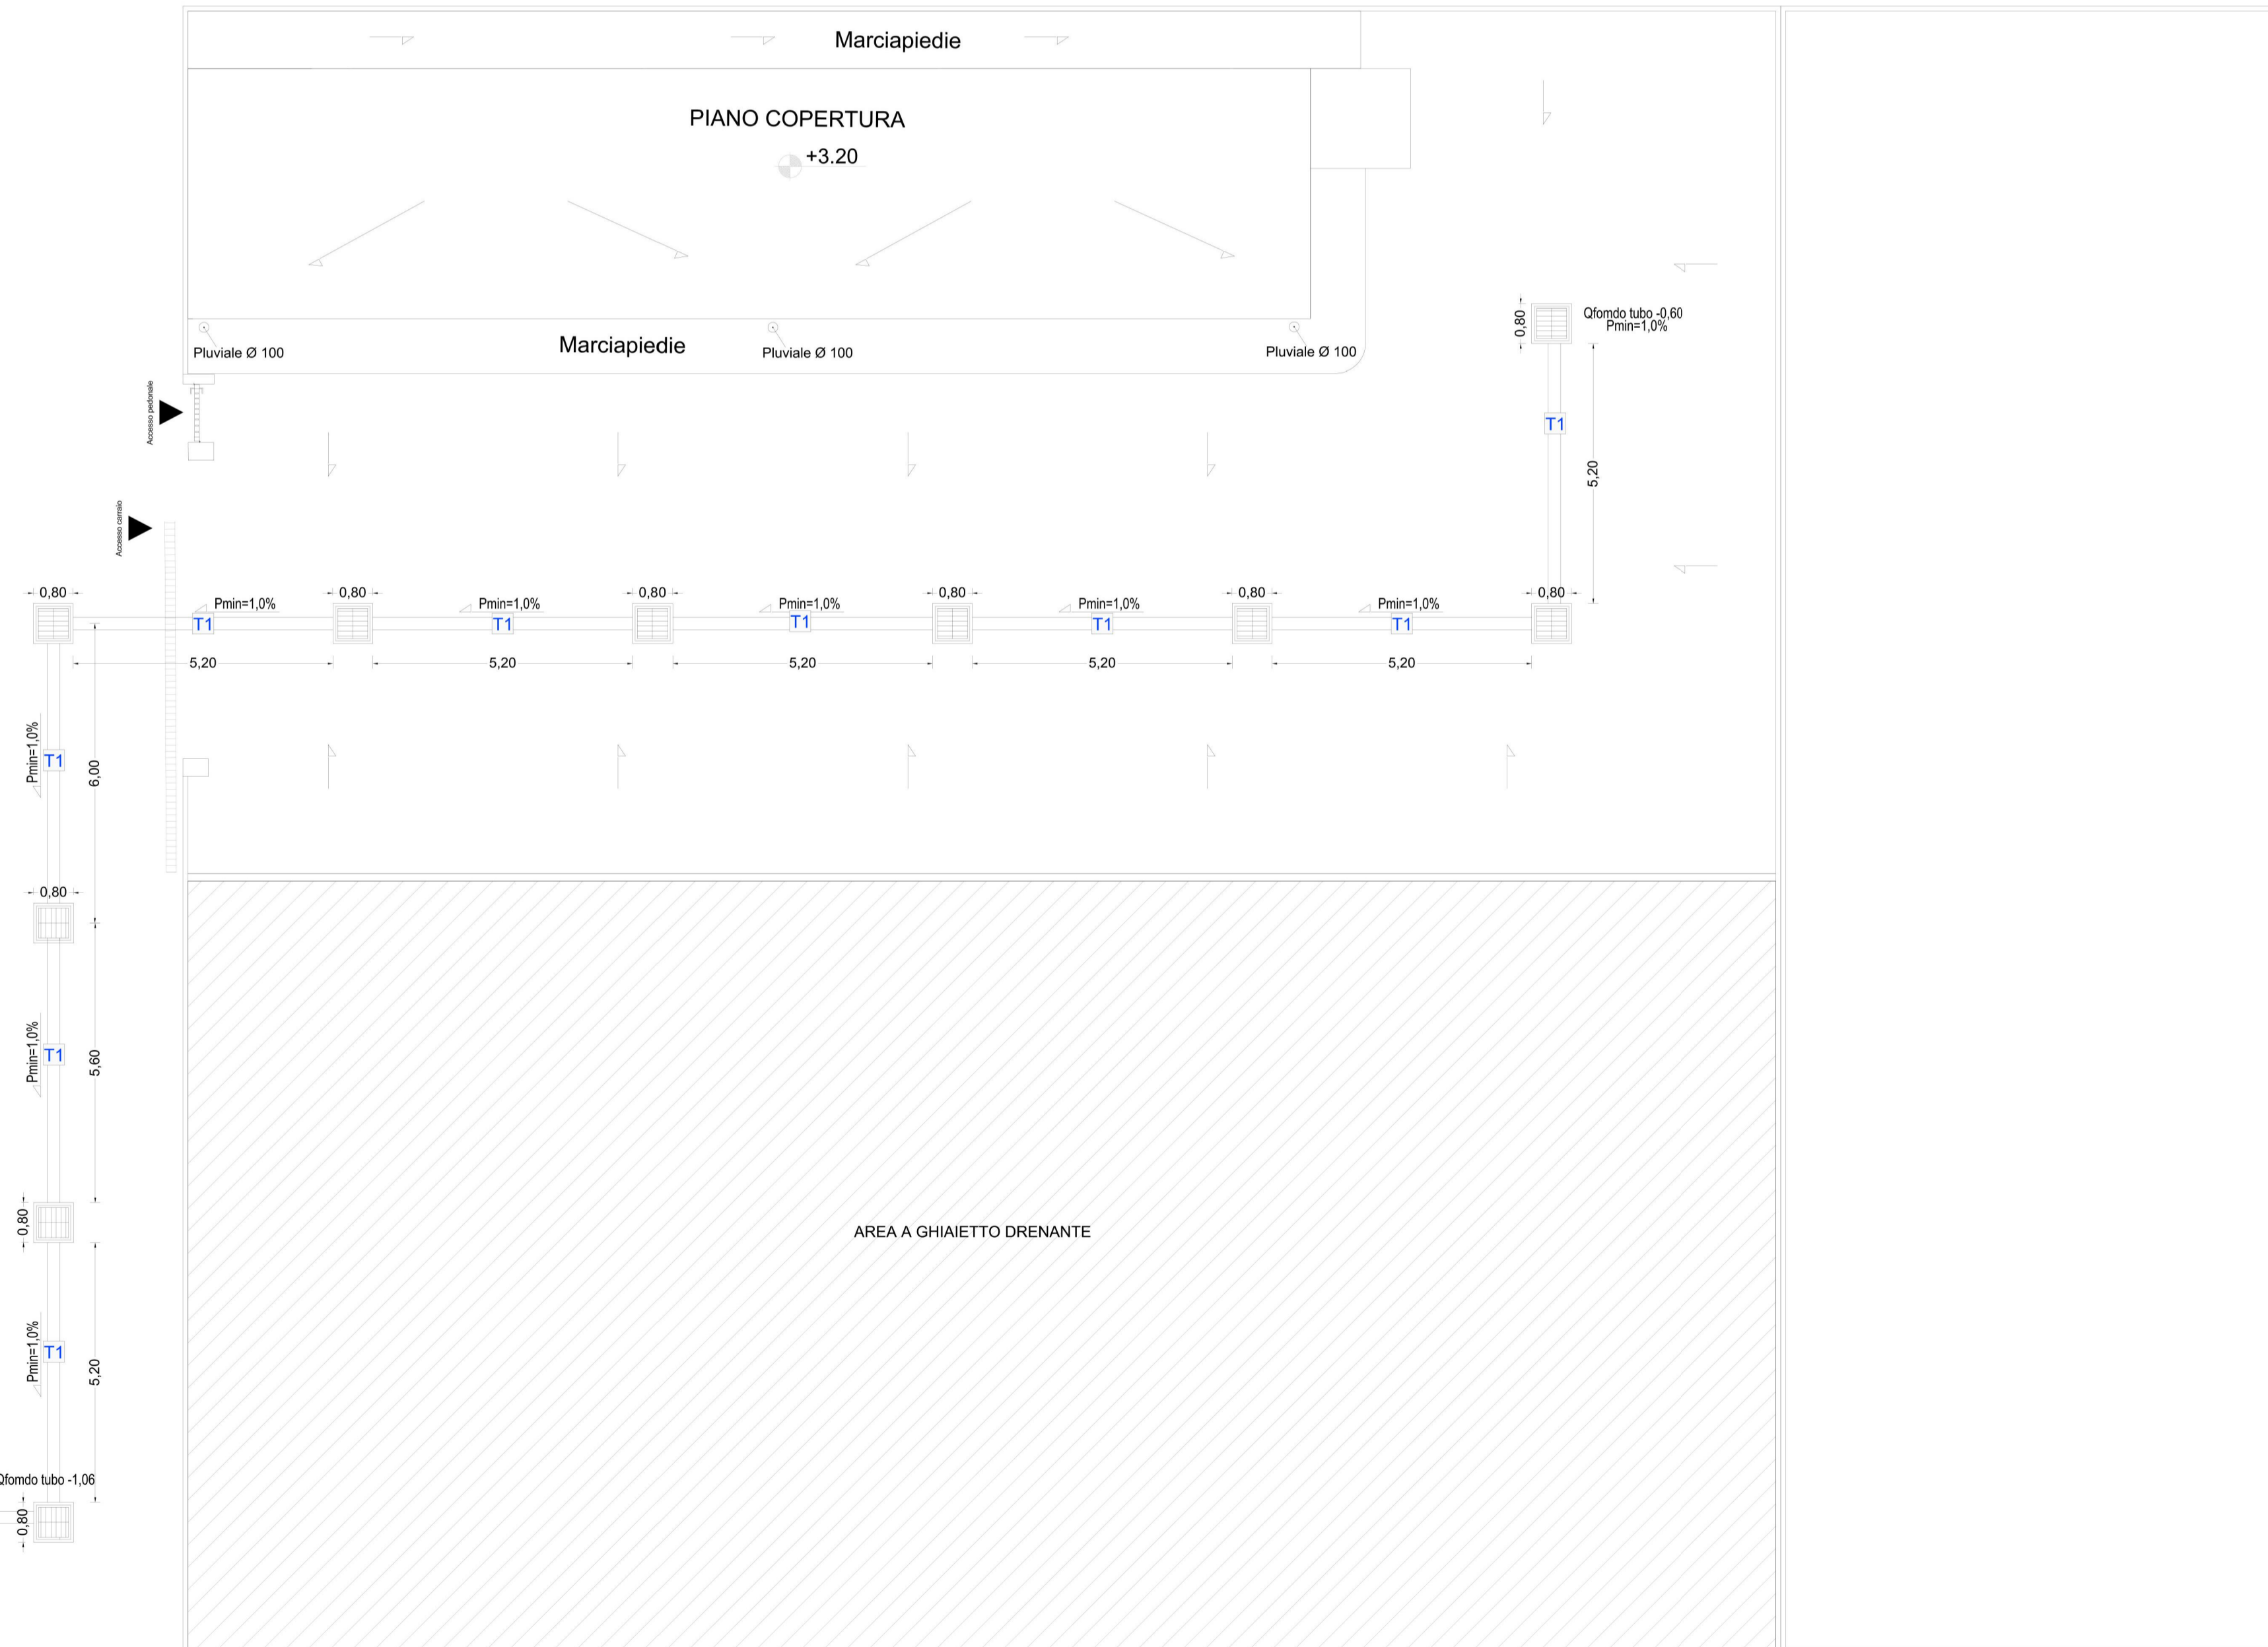 Marciapiedie
PIANO COPERTURA
+3.20
Pluviale Ø 100
Marciapiedie
Pluviale Ø 100
Pluviale Ø 100
0,80
Qfomdo tubo -0,60
Pmin=1,0%
Accesso pedonale
T1
5,20
Accesso carraio
0,80
0,80
0,80
0,80
0,80
0,80
Pmin=1,0%
Pmin=1,0%
Pmin=1,0%
Pmin=1,0%
Pmin=1,0%
T1
T1
T1
T1
T1
5,20
5,20
5,20
5,20
5,20
Pmin=1,0%
T1
6,00
0,80
Pmin=1,0%
T1
5,60
0,80
AREA A GHIAIETTO DRENANTE
Pmin=1,0%
T1
5,20
Qfomdo tubo -1,06
0,80